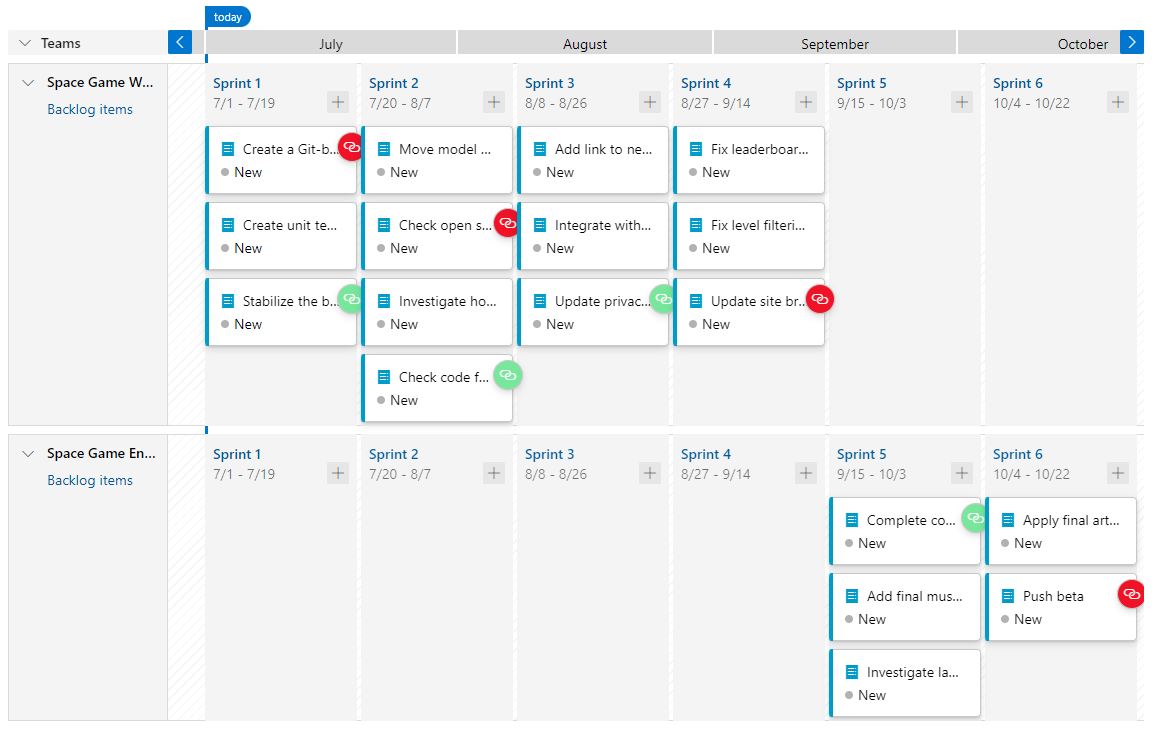 today
Teams
July
August
September
October
Space Game W...
Backlog items
Sprint 1
7/1 - 7/19
Create a Git-b...
New
Create unit te...
New
Stabilize the b...
New
Sprint 2
7/20 - 8/7
Move model ...
New
Check open s...
New
Investigate ho...
New
Check code f...
New
Sprint 3
8/8 - 8/26
Add link to ne...
New
Integrate with...
New
Update privac...
New
Sprint 4
8/27 - 9/14
Fix leaderboar...
New
Fix level filteri...
New
Update site br...
New
Sprint 5
9/15 - 10/3
Sprint 6
10/4 - 10/22
Space Game En...
Backlog items
Sprint 1
7/1 - 7/19
Sprint 2
7/20 - 8/7
Sprint 3
8/8 - 8/26
Sprint 4
8/27 - 9/14
Sprint 5
9/15 - 10/3
Complete co...
New
Add final mus...
New
Investigate la...
New
Sprint 6
10/4 - 10/22
Apply final art...
New
Push beta
New